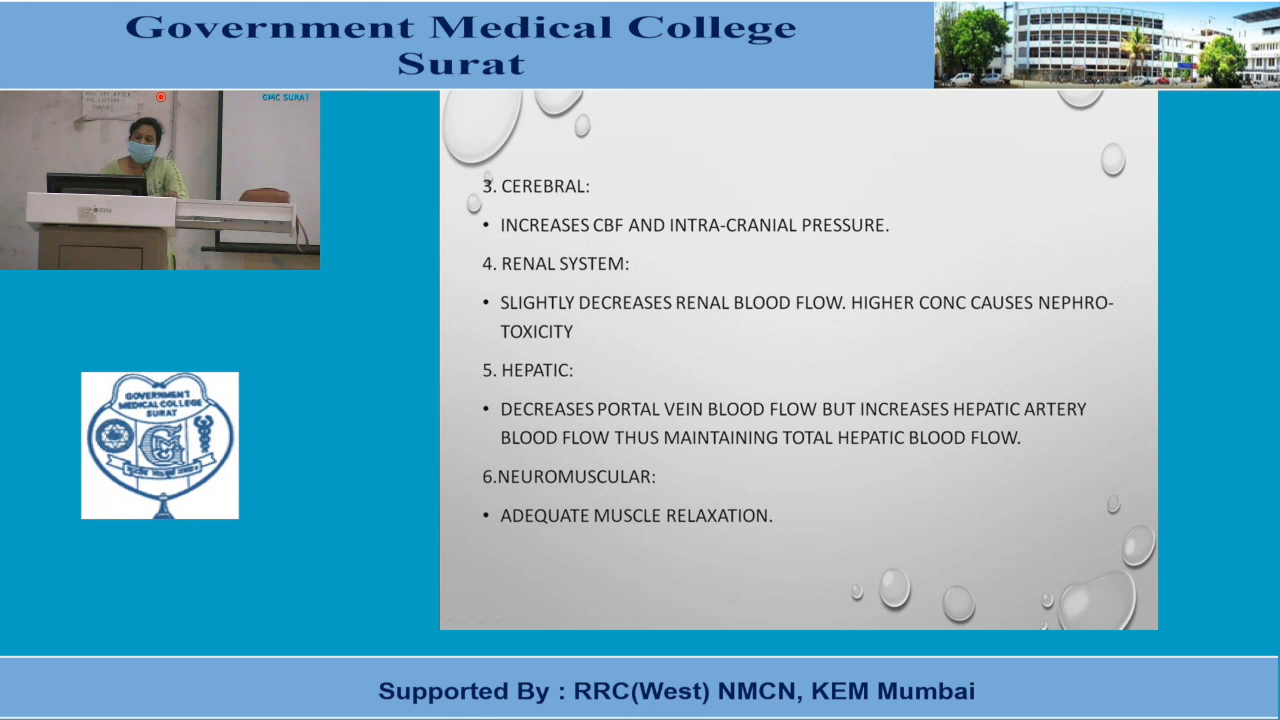 Government Medical College
Surat
THANKS
GMC SURAT
3. CEREBRAL:
• INCREASES CBF AND INTRA-CRANIAL PRESSURE.
4. RENAL SYSTEM:
• SLIGHTLY DECREASES RENAL BLOOD FLOW. HIGHER CONC CAUSES NEPHRO-
TOXICITY
5. HEPATIC:
• DECREASES PORTAL VEIN BLOOD FLOW BUT INCREASES HEPATIC ARTERY
BLOOD FLOW THUS MAINTAINING TOTAL HEPATIC BLOOD FLOW.
6.NEUROMUSCULAR:
• ADEQUATE MUSCLE RELAXATION.
GOVERNMENT
MEDICAL COLLEGE
SURAT
Supported By : RRC(West) NMCN, KEM Mumbai